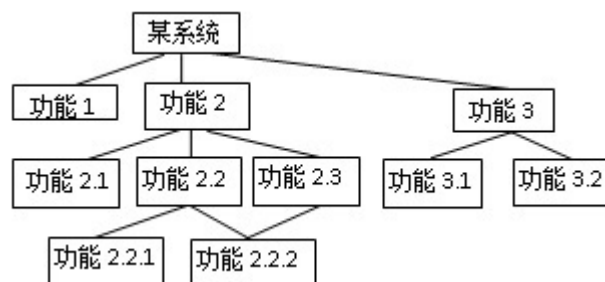 某系统
功能 1
功能 2
功能 3
功能 2.1
功能 2.2
功能 2.3
功能 3.1
功能 3.2
功能 2.2.1
功能 2.2.2